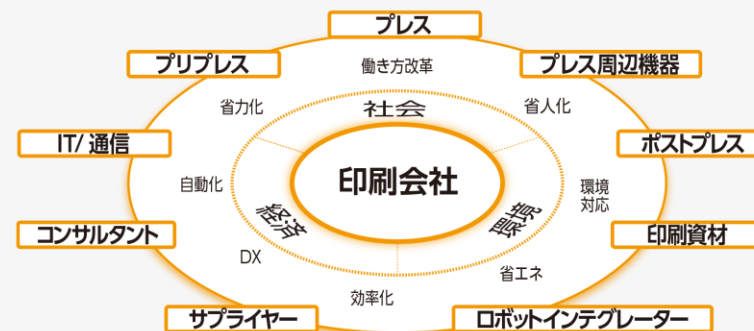 プレス
プリプレス
働き方改革
プレス周辺機器
省力化
社会
省人化
IT/通信
ポストプレス
印刷会社
自動化
環境
対応
経済
環境
コンサルタント
印刷資材
DX
省エネ
効率化
サプライヤー
ロボットインテグレーター